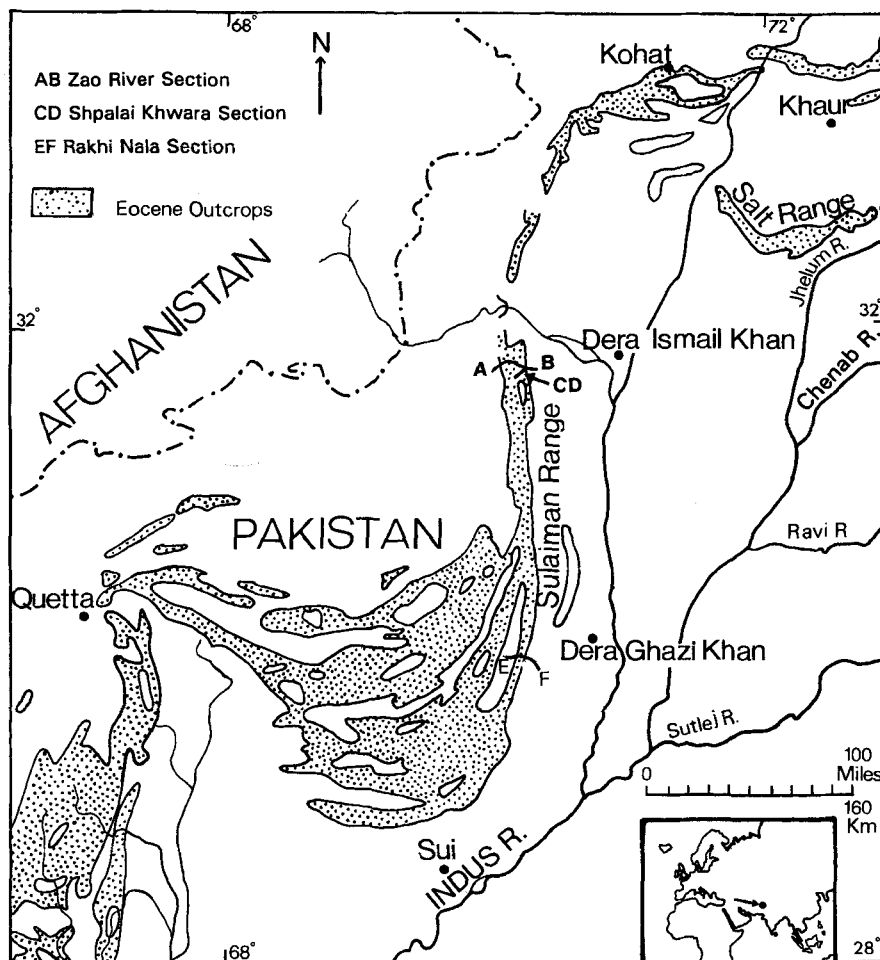 68°
72°
N
AB Zao River Section
CD Shpalai Khwara Section
EF Rakhi Nala Section
Eocene Outcrops
Kohat
Khaur
Salt Range
Jhelum R.
32°
32°
AFGHANISTAN
Dera Ismail Khan
A
B
CD
Chenab R.
Sulaiman Range
PAKISTAN
Ravi R
Quetta
Dera Ghazi Khan
E
F
Sutlej R.
0
100
Miles
160
Km
Sui
INDUS R.
68°
28°